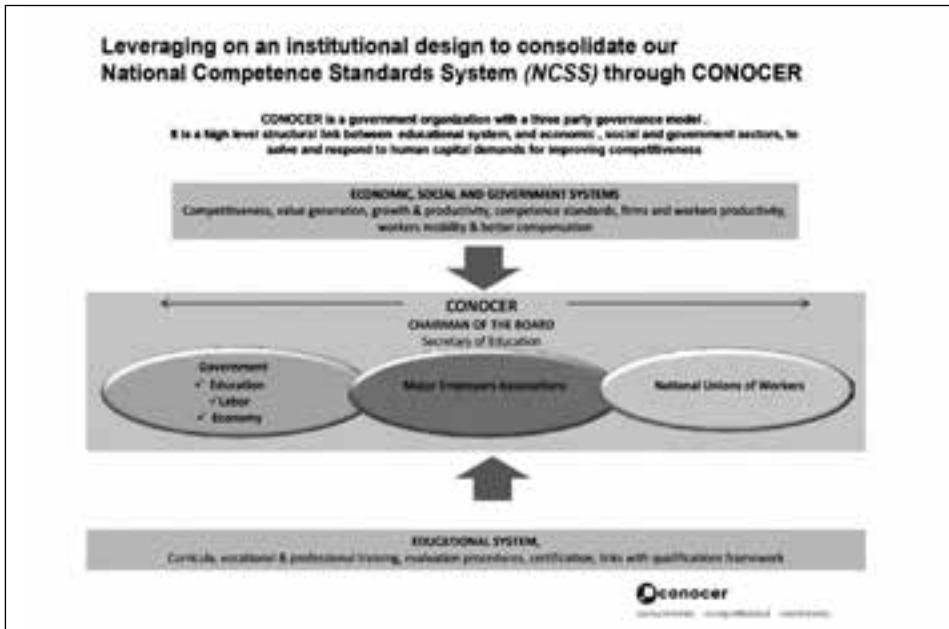 Leveraging on an institutional design to consolidate our
National Competence Standards System (NCSS) through CONOCER
CONOCER is a government organization with a three party governance model .
It is a high level structural link between educational system, and economic , social and government sectors, to
solve and respond to human capital demands for improving competitiveness
ECONOMIC, SOCIAL AND GOVERNMENT SYSTEMS
Competitiveness, value generation, growth & productivity, competence standards, firms and workers productivity,
workers mobility & better compensation
CONOCER
CHAIRMAN OF THE BOARD
Secretary of Education
Government
✓ Education
✓ Labor
✓ Economy
Major Employers Associations
National Unions of Workers
EDUCATIONAL SYSTEM,
Curricula, vocational & professional training, evaluation procedures, certification, links with qualifications framework
conocer